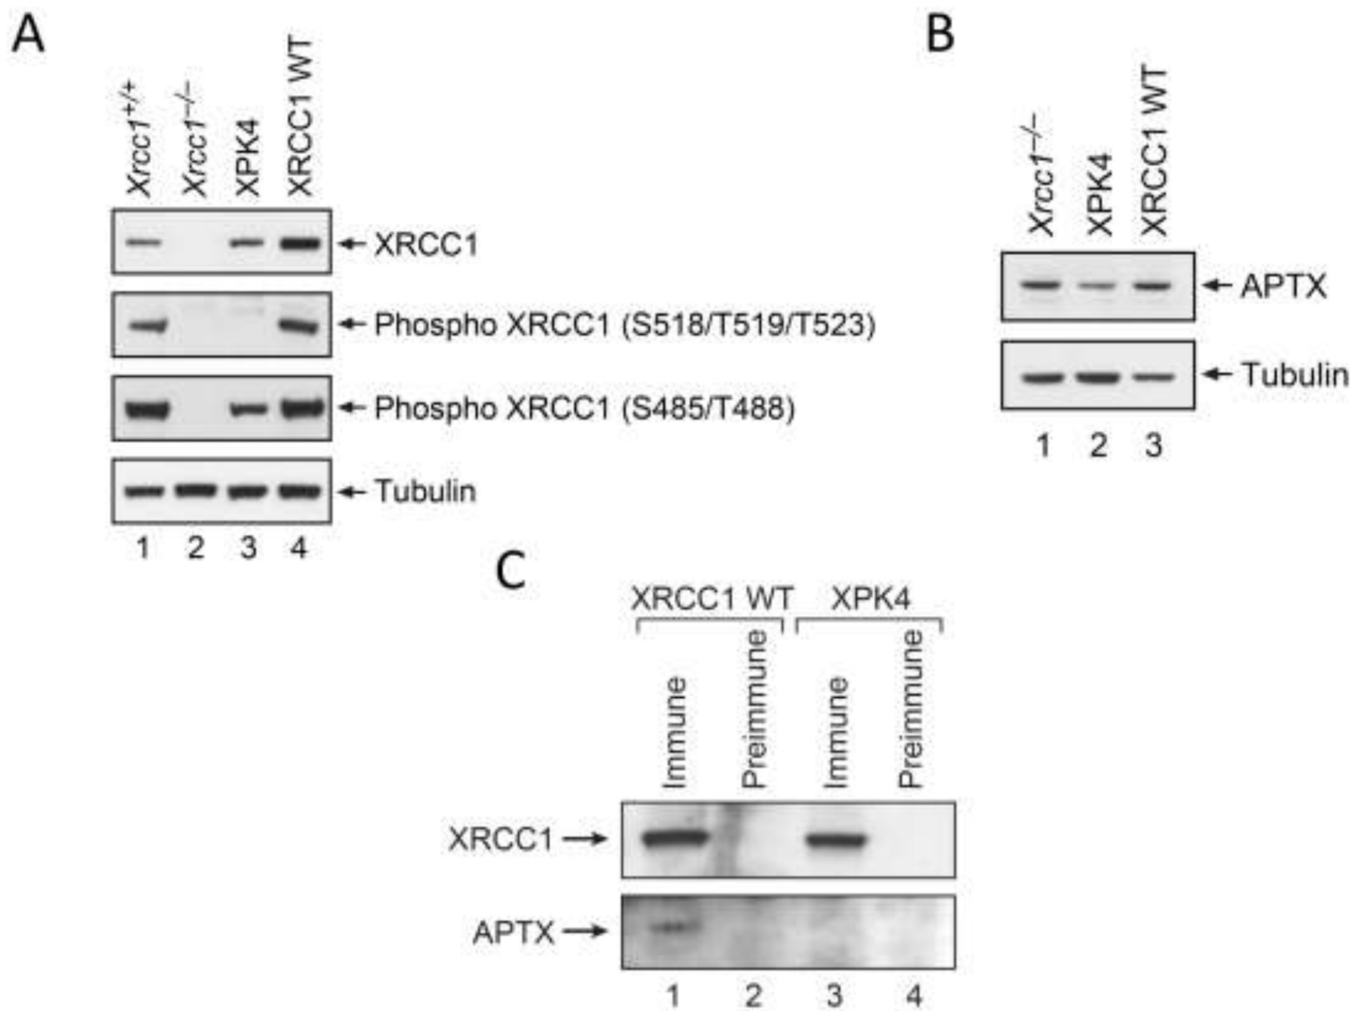 A
Xrcc1+/+
Xrcc1–/–
XPK4
XRCC1 WT
XRCC1
Phospho XRCC1 (S518/T519/T523)
Phospho XRCC1 (S485/T488)
Tubulin
1 2 3 4
B
Xrcc1–/–
XPK4
XRCC1 WT
APTX
Tubulin
1 2 3
C
XRCC1 WT XPK4
Immune
Preimmune
Immune
Preimmune
XRCC1
APTX
1 2 3 4